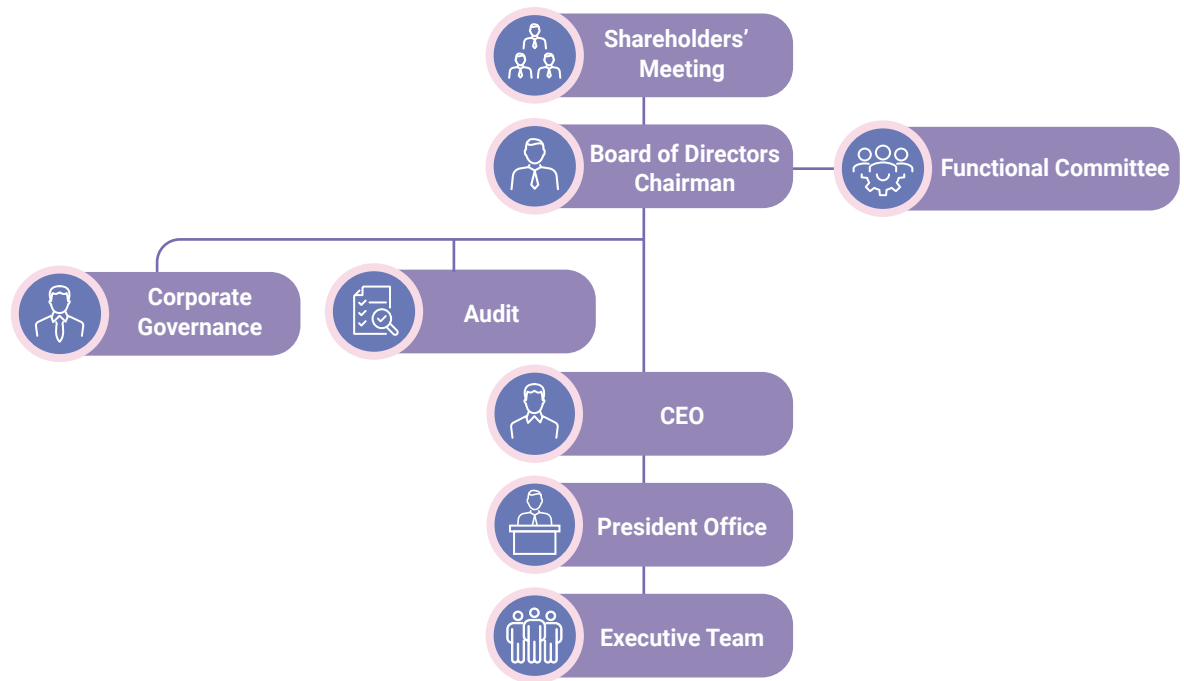 Shareholders’
Meeting
Board of Directors
Chairman
Functional Committee
Corporate
Governance
Audit
CEO
President Office
Executive Team